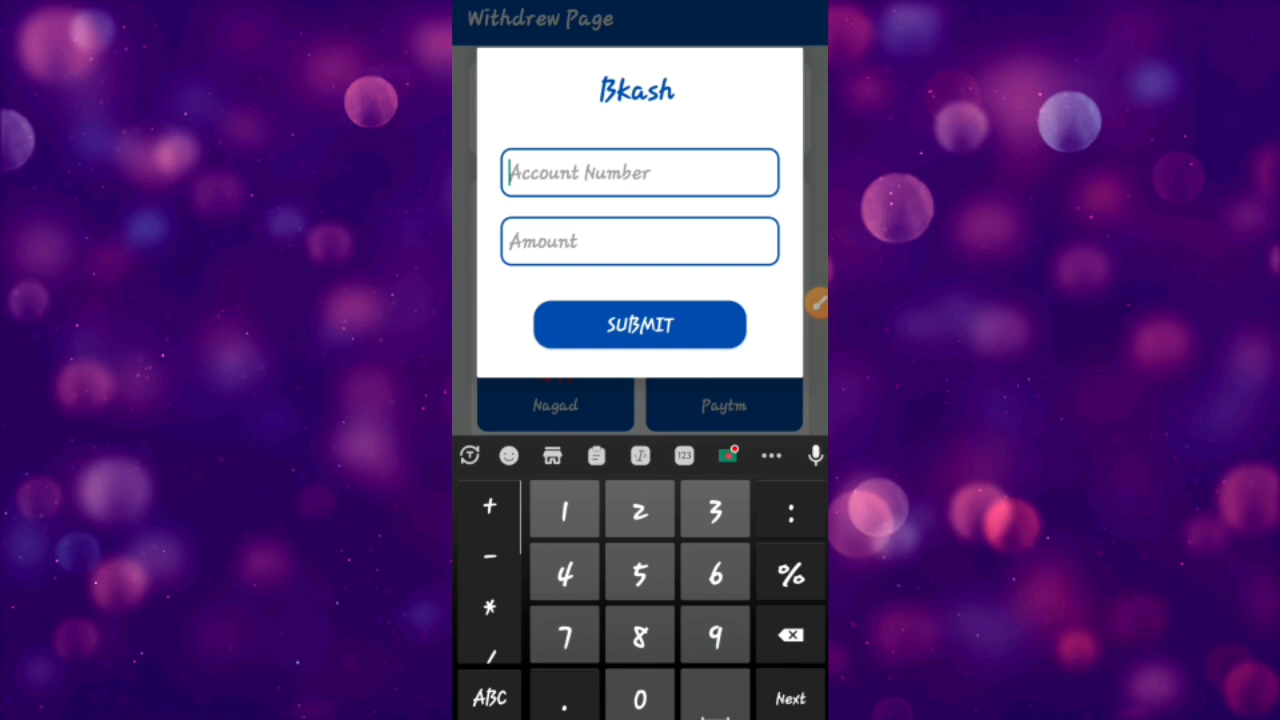 Withdrew Page
Bkash
Account Number
Amount
SUBMIT
Nagad Paytm
123
+ 1 2 3 :
- 4 5 6 %
* 7 8 9
/
ABC . 0 Next